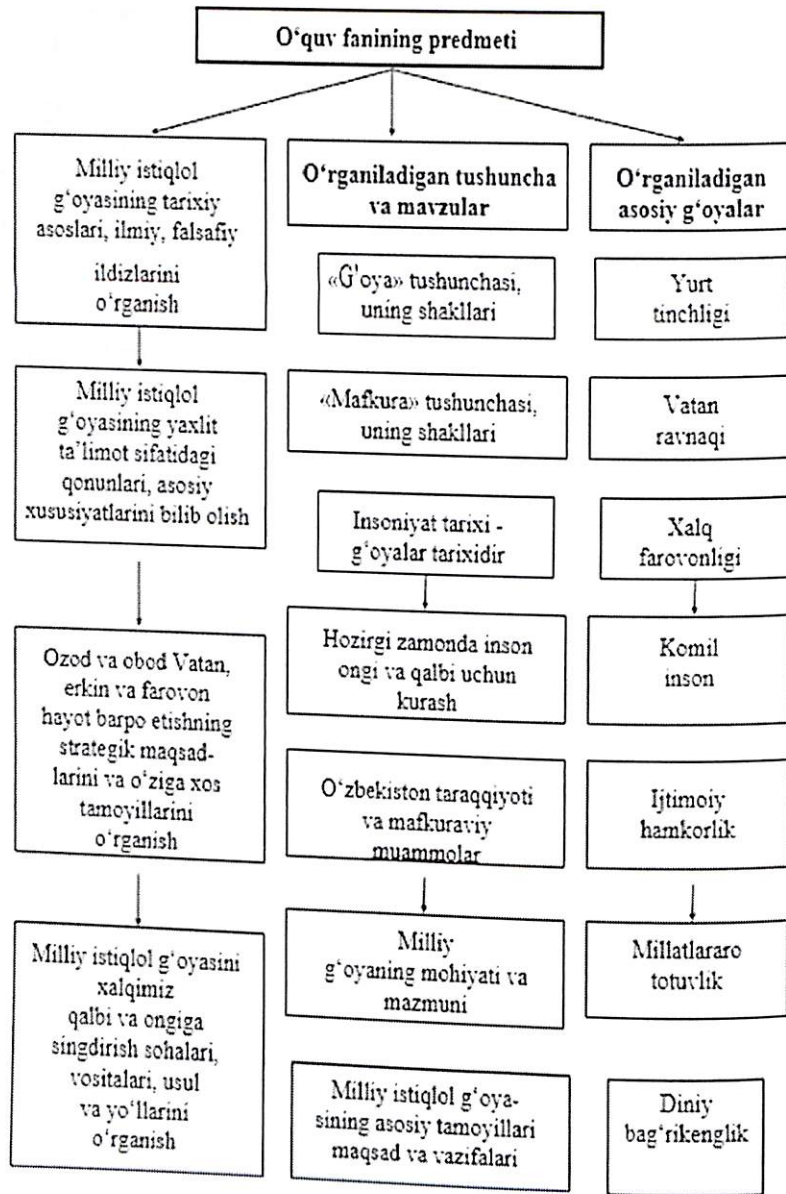 O‘quv fanining predmeti
Milliy istiqlol
g‘oyasining tarixiy
asoslari, ilmiy, falsafiy
ildizlarini
o‘rganish
Milliy istiqlol
g‘oyasining yaxlit
ta’limot sifatidagi
qonunlari, asosiy
xususiyatlarini bilib olish
Ozod va obod Vatan,
erkin va farovon
hayot barpo etishning
strategik maqsad-
larini va o‘ziga xos
tamoyillarini
o‘rganish
Milliy istiqlol g‘oyasini
xalqimiz
qalbi va ongiga
singdirish sohalari,
vositalari, usul
va yo‘llarini
o‘rganish
O‘rganiladigan tushuncha
va mavzular
«G'oya» tushunchasi,
uning shakllari
«Mafkura» tushunchasi,
uning shakllari
Insoniyat tarixi -
g‘oyalar tarixidir
Hozirgi zamonda inson
ongi va qalbi uchun
kurash
O‘zbekiston taraqqiyoti
va mafkuraviy
muammolar
Milliy
g‘oyaning mohiyati va
mazmuni
Milliy istiqlol g‘oya-
sining asosiy tamoyillari
maqsad va vazifalari
O‘rganiladigan
asosiy g‘oyalar
Yurt
tinchligi
Vatan
ravnaqi
Xalq
farovonligi
Komil
inson
Ijtimoiy
hamkorlik
Millatlararo
totuvlik
Diniy
bag‘rikenglik